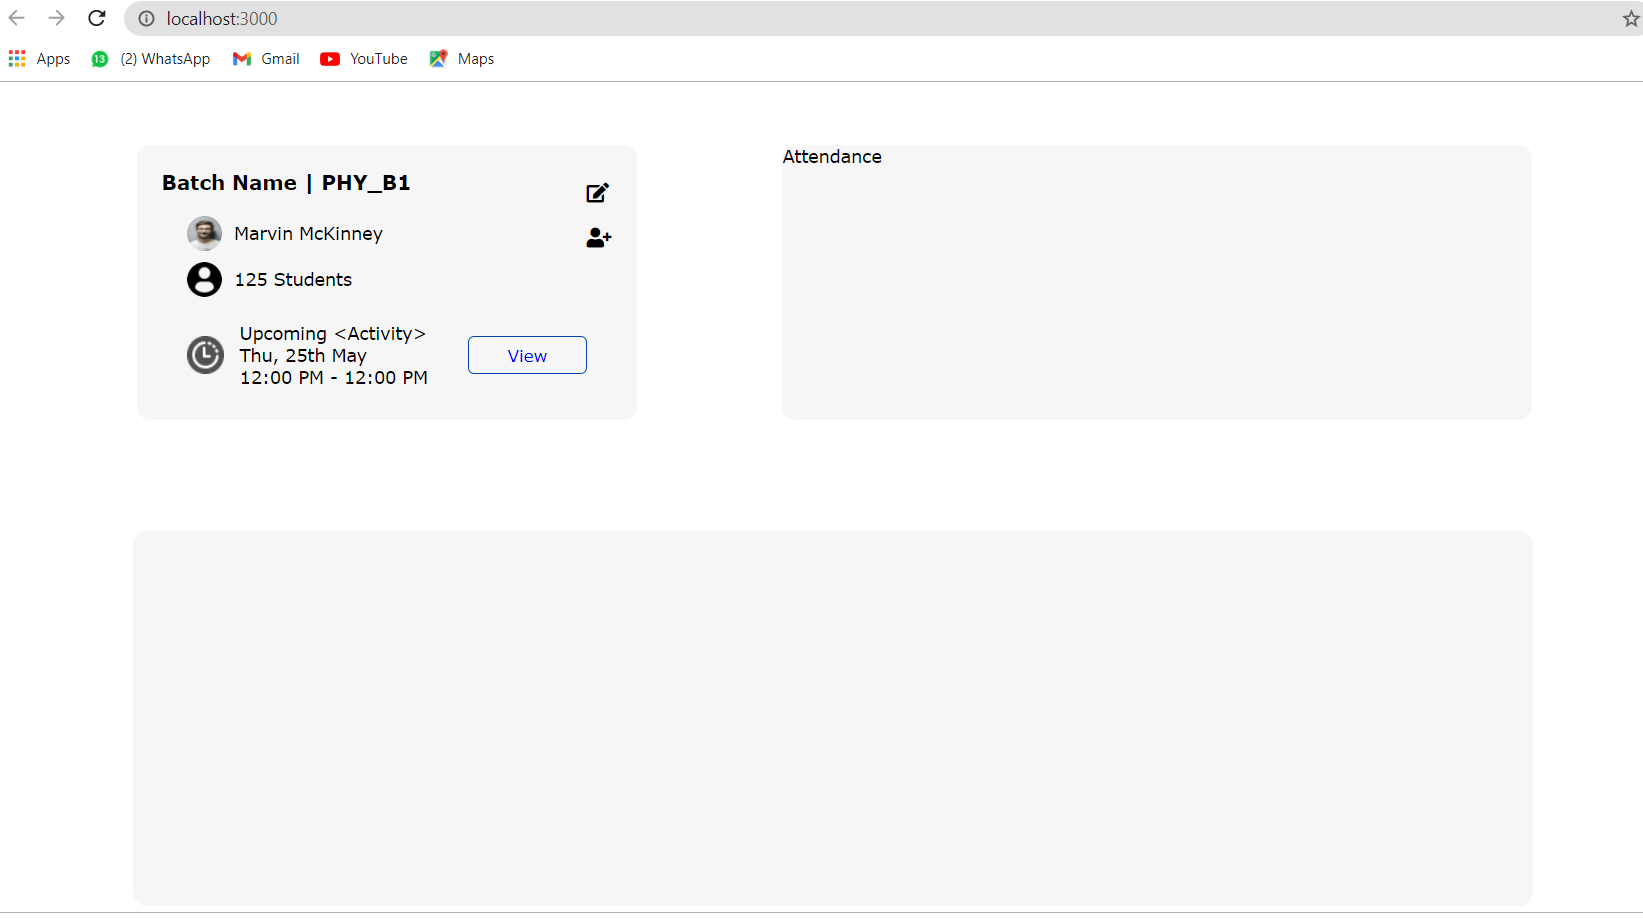 localhost:3000
Apps
13
(2) WhatsApp
Gmail
YouTube
Maps
Batch Name | PHY_B1
Marvin McKinney
125 Students
Upcoming <Activity>
Thu, 25th May
12:00 PM - 12:00 PM
View
Attendance